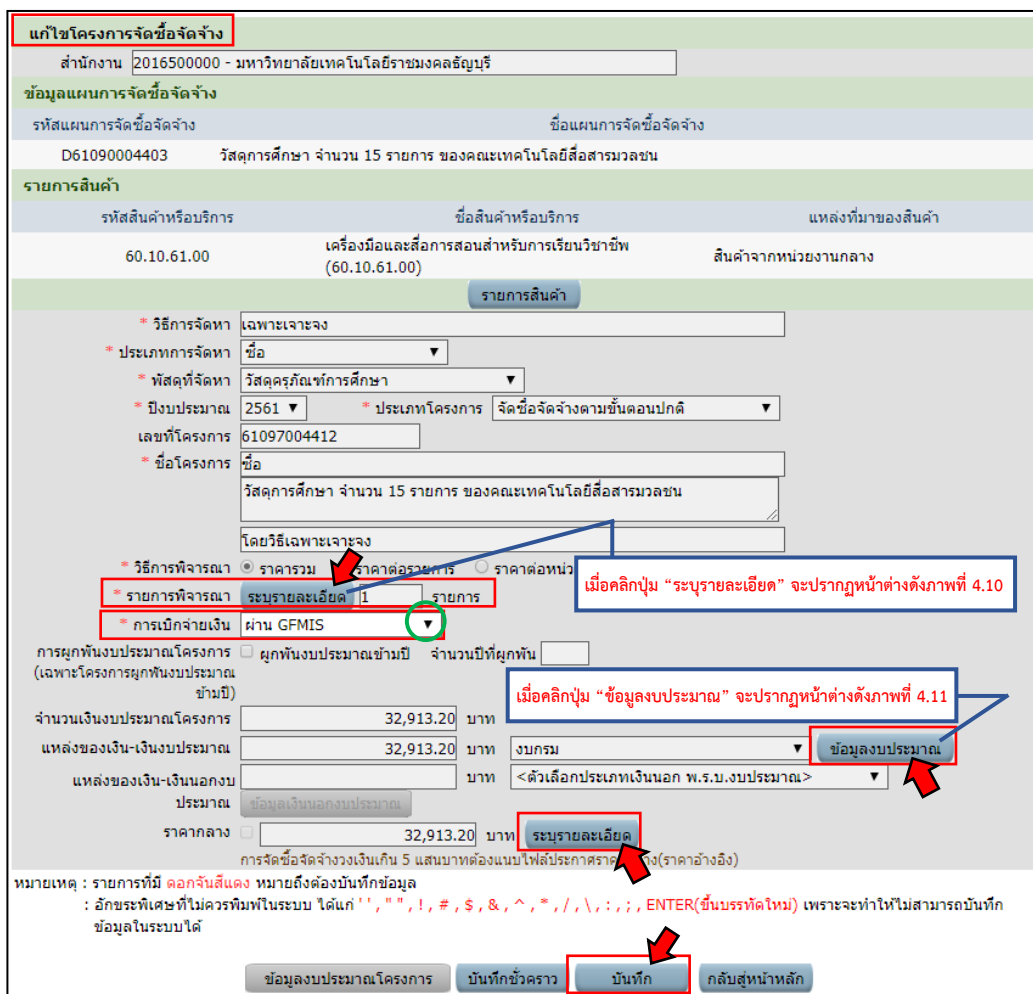 แก้ไขโครงการจัดซื้อจัดจ้าง
สำนักงาน 2016500000 - มหาวิทยาลัยเทคโนโลยีราชมงคลธัญบุรี
ข้อมูลแผนการจัดซื้อจัดจ้าง
รหัสแผนการจัดซื้อจัดจ้าง ชื่อแผนการจัดซื้อจัดจ้าง
D61090004403 วัสดุการศึกษา จำนวน 15 รายการ ของคณะเทคโนโลยีสื่อสารมวลชน
รายการสินค้า
รหัสสินค้าหรือบริการ ชื่อสินค้าหรือบริการ แหล่งที่มาของสินค้า
60.10.61.00 เครื่องมือและสื่อการสอนสำหรับการเรียนวิชาชีพ สินค้าจากหน่วยงานกลาง
(60.10.61.00)
รายการสินค้า
* วิธีการจัดหา เฉพาะเจาะจง
* ประเภทการจัดหา ซื้อ
* พัสดุที่จัดหา วัสดุครุภัณฑ์การศึกษา
* ปีงบประมาณ 2561 * ประเภทโครงการ จัดซื้อจัดจ้างตามขั้นตอนปกติ
เลขที่โครงการ 61097004412
* ชื่อโครงการ ซื้อ
วัสดุการศึกษา จำนวน 15 รายการ ของคณะเทคโนโลยีสื่อสารมวลชน
โดยวิธีเฉพาะเจาะจง
* วิธีการพิจารณา ราคารวม ราคาต่อรายการ ราคาต่อหน่วย
เมื่อคลิกปุ่ม “ระบุรายละเอียด” จะปรากฏหน้าต่างดังภาพที่ 4.10
* รายการพิจารณา ระบุรายละเอียด 1 รายการ
* การเบิกจ่ายเงิน ผ่าน GFMIS
การผูกพันงบประมาณโครงการ ผูกพันงบประมาณข้ามปี จำนวนปีที่ผูกพัน
(เฉพาะโครงการผูกพันงบประมาณ
ข้ามปี)
เมื่อคลิกปุ่ม “ข้อมูลงบประมาณ” จะปรากฏหน้าต่างดังภาพที่ 4.11
จำนวนเงินงบประมาณโครงการ 32,913.20 บาท
แหล่งของเงิน-เงินงบประมาณ 32,913.20 บาท งบกรม ข้อมูลงบประมาณ
แหล่งของเงิน-เงินนอกงบ บาท <ตัวเลือกประเภทเงินนอก พ.ร.บ.งบประมาณ>
ประมาณ ข้อมูลเงินนอกงบประมาณ
ราคากลาง 32,913.20 บาท ระบุรายละเอียด
การจัดซื้อจัดจ้างวงเงินเกิน 5 แสนบาทต้องแนบไฟล์ประกาศราคากลาง(ราคาอ้างอิง)
หมายเหตุ : รายการที่มี ดอกจันสีแดง หมายถึงต้องบันทึกข้อมูล
: อักขระพิเศษที่ไม่ควรพิมพ์ในระบบ ได้แก่ ' ' , " " , ! , # , $ , & , ^ , * , / , \ , : , ; , ENTER(ขึ้นบรรทัดใหม่) เพราะจะทำให้ไม่สามารถบันทึก
ข้อมูลในระบบได้
ข้อมูลงบประมาณโครงการ บันทึกชั่วคราว บันทึก กลับสู่หน้าหลัก